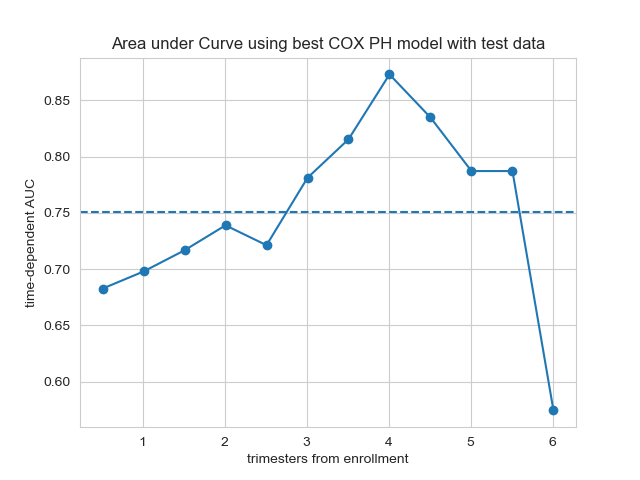 Area under Curve using best COX PH model with test data
time-dependent AUC
0.85
0.80
0.75
0.70
0.65
0.60
1 2 3 4 5 6
trimesters from enrollment